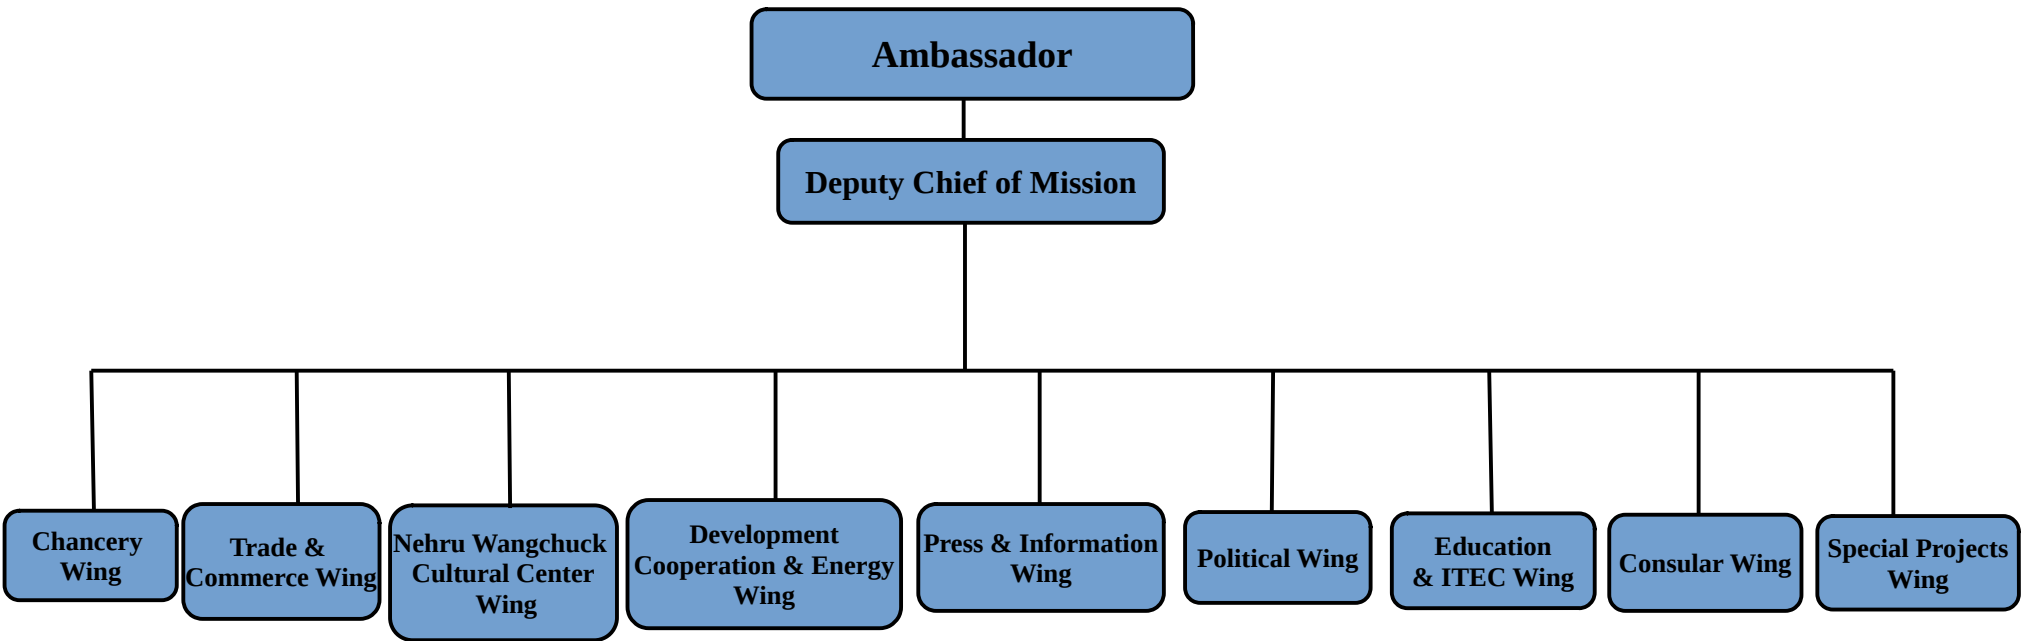 Ambassador
Deputy Chief of Mission
Chancery
Wing
Trade &
Commerce Wing
Nehru Wangchuck
Cultural Center
Wing
Development
Cooperation & Energy
Wing
Press & Information
Wing
Political Wing
Education
& ITEC Wing
Consular Wing
Special Projects
Wing